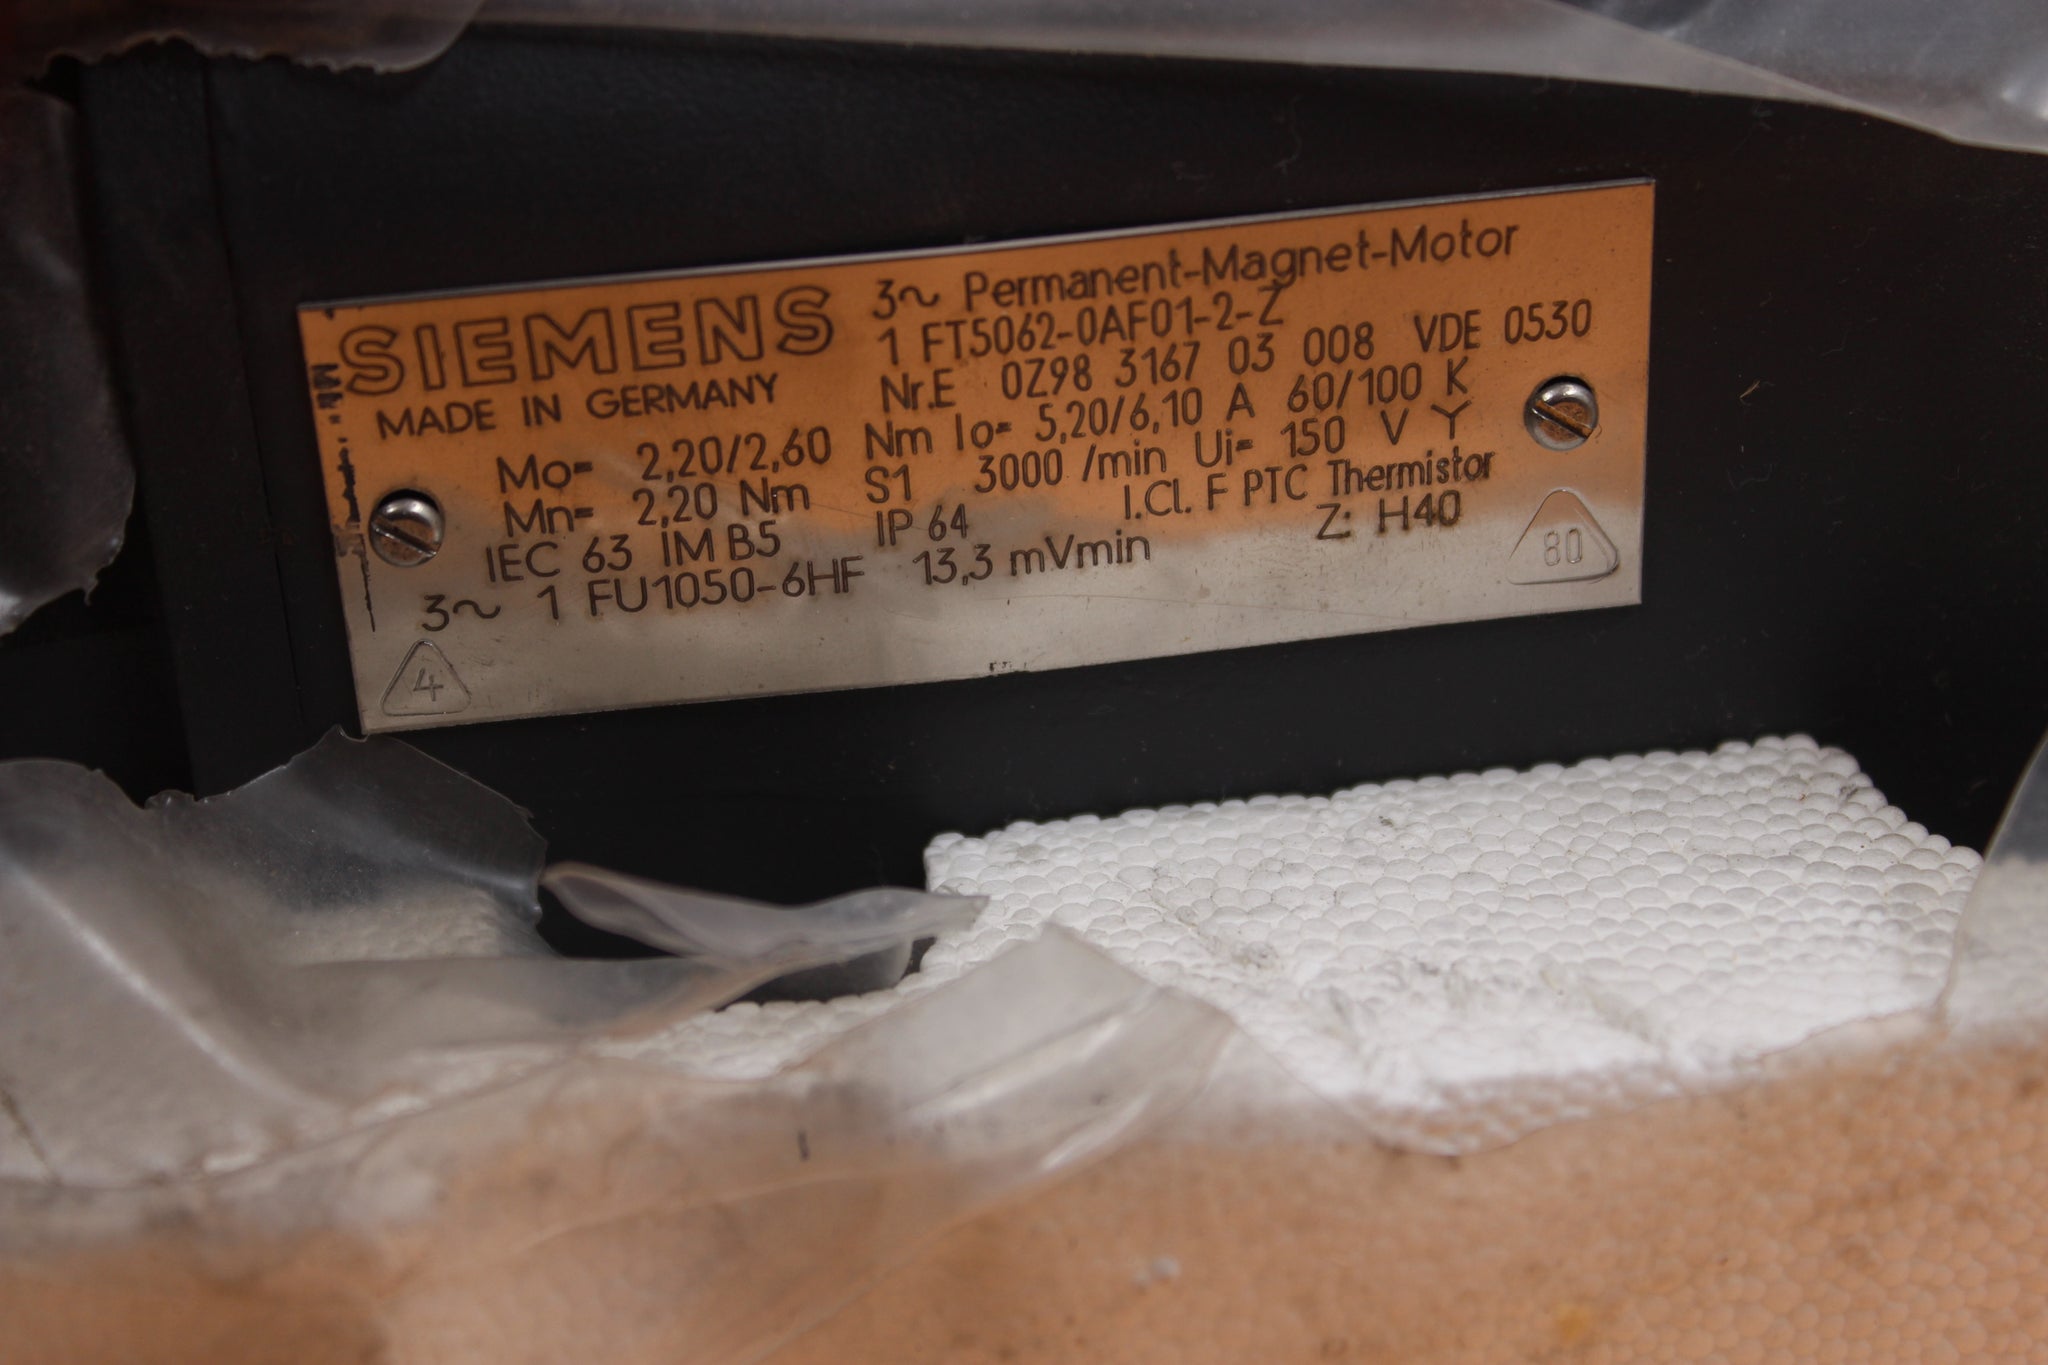 SIEMENS
MADE IN GERMANY
3~ Permanent-Magnet-Motor
1 FT5062-0AF01-2-Z
Nr.E 0Z98 3167 03 008 VDE 0530
Mo= 2,20/2,60 Nm Io= 5,20/6,10 A 60/100 K
Mn= 2,20 Nm S1 3000 /min Ui= 150 V Y
IEC 63 IM B5 IP 64 I.Cl. F PTC Thermistor
3~ 1 FU1050-6HF 13,3 mVmin Z: H40
4
80